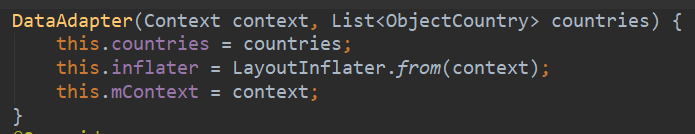 DataAdapter(Context context, List<ObjectCountry> countries) {
this.countries = countries;
this.inflater = LayoutInflater.from(context);
this.mContext = context;
}